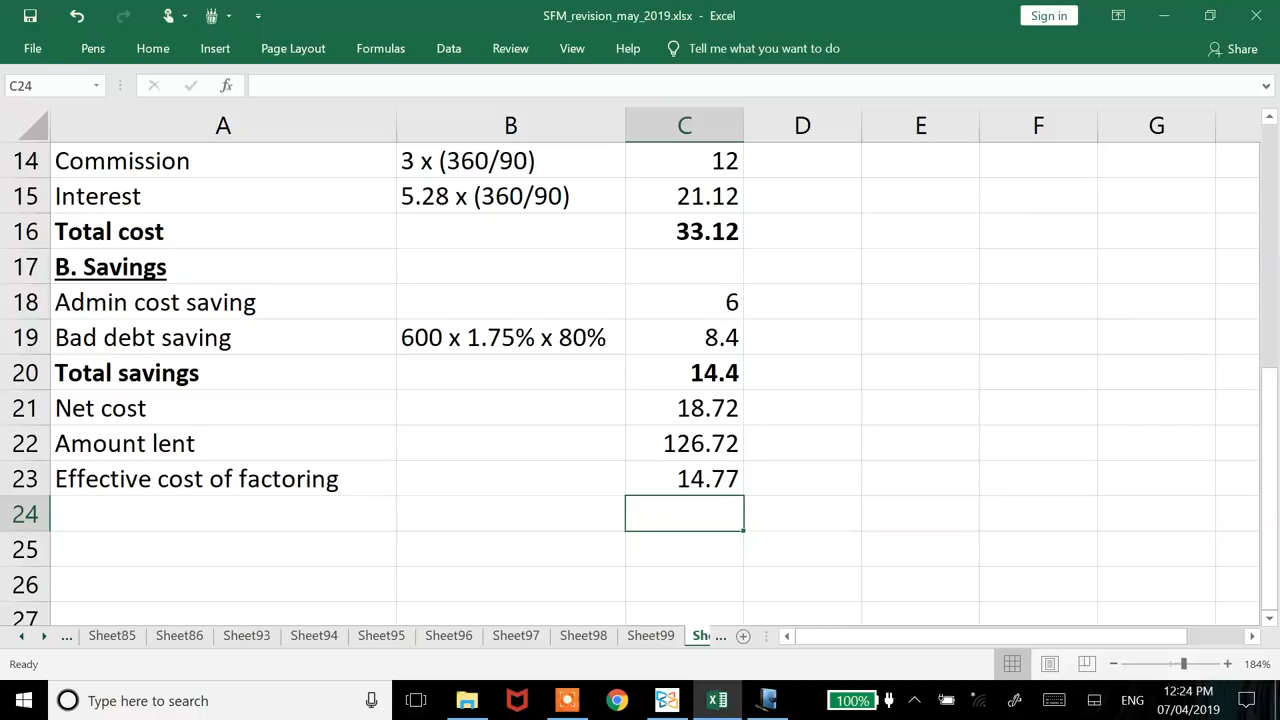 SFM_revision_may_2019.xlsx - Excel
Sign in
File Pens Home Insert Page Layout Formulas Data Review View Help Tell me what you want to do Share
C24 fx
A B C D E F G
14 Commission 3 x (360/90) 12
15 Interest 5.28 x (360/90) 21.12
16 Total cost 33.12
17 B. Savings
18 Admin cost saving 6
19 Bad debt saving 600 x 1.75% x 80% 8.4
20 Total savings 14.4
21 Net cost 18.72
22 Amount lent 126.72
23 Effective cost of factoring 14.77
24
25
26
27
... Sheet85 Sheet86 Sheet93 Sheet94 Sheet95 Sheet96 Sheet97 Sheet98 Sheet99 She ...
Ready 184%
Type here to search 100% ENG 12:24 PM
07/04/2019